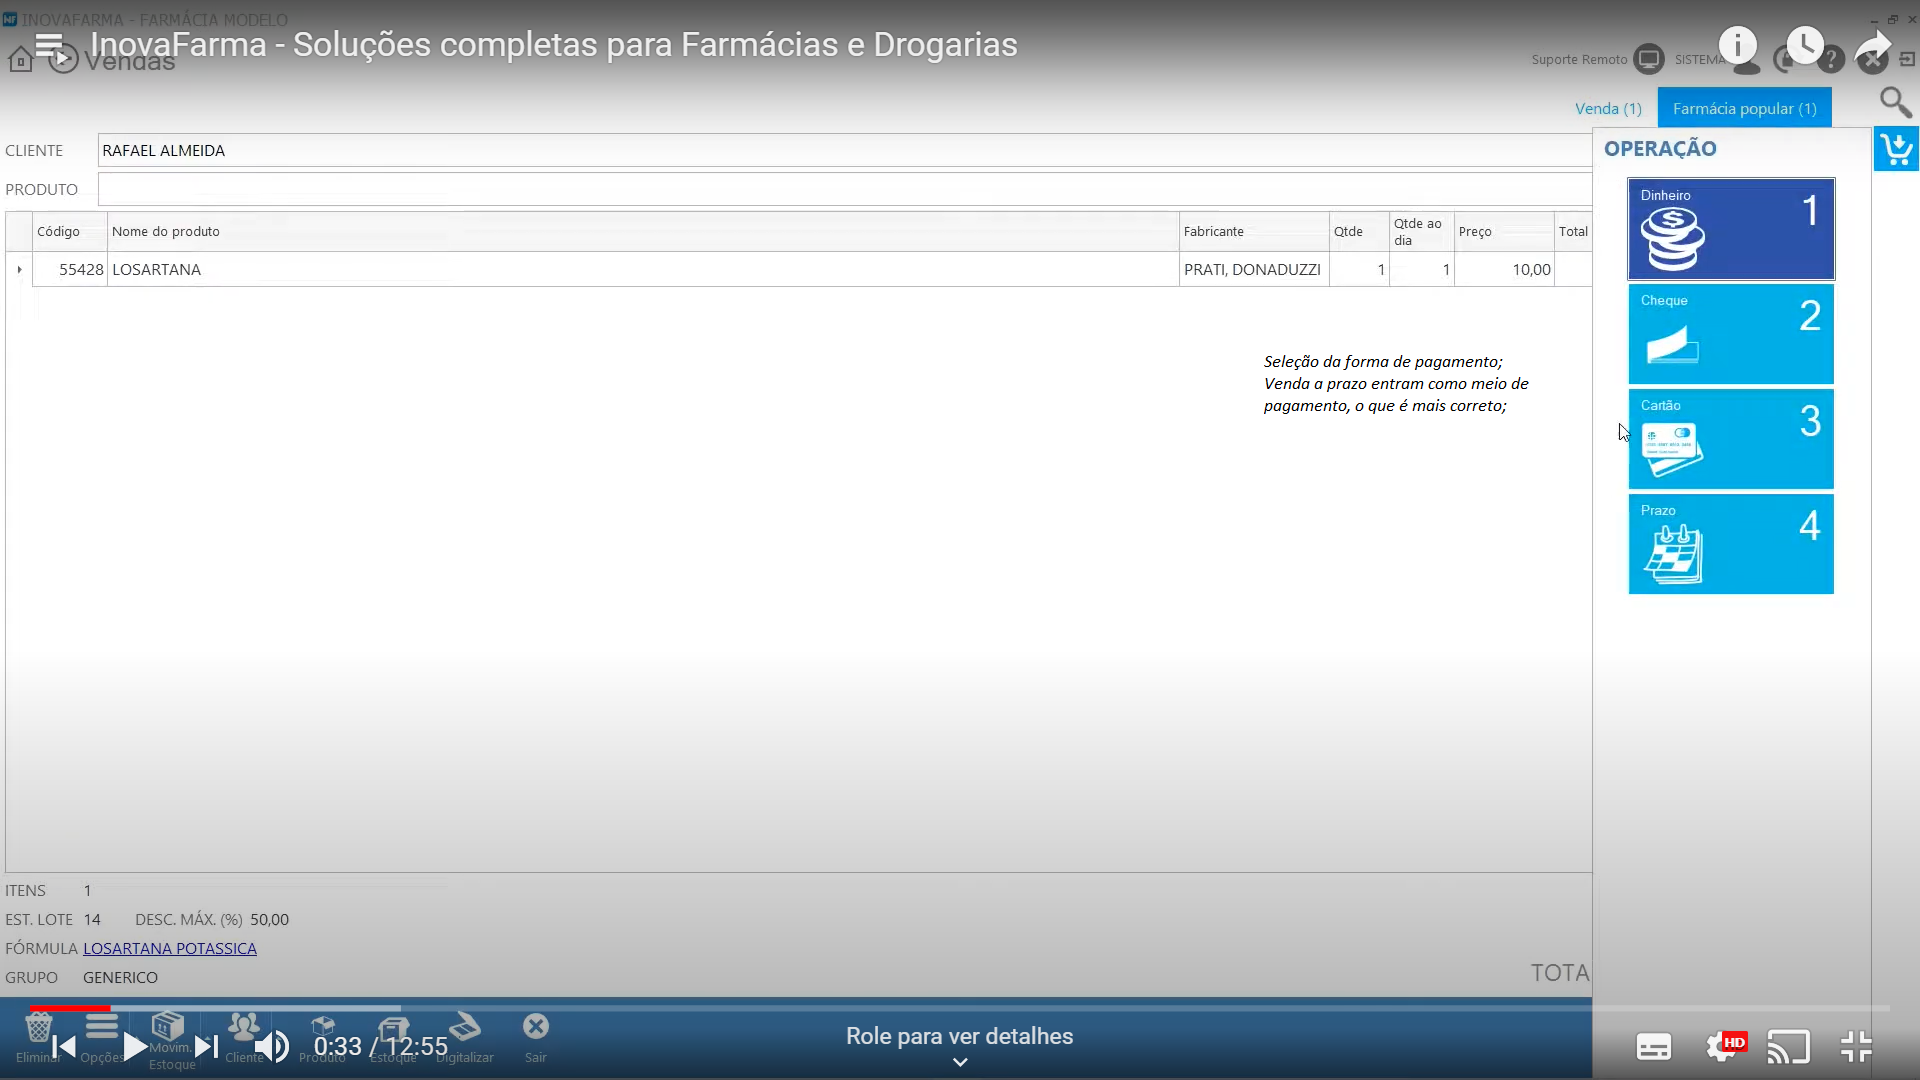 INOVAFARMA - FARMÁCIA MODELO
InovaFarma - Soluções completas para Farmácias e Drogarias
Vendas
Suporte Remoto
SISTEMA
Venda (1)
Farmácia popular (1)
CLIENTE RAFAEL ALMEIDA
OPERAÇÃO
PRODUTO
Código Nome do produto Fabricante Qtde Qtde ao dia Preço Total
55428 LOSARTANA PRATI, DONADUZZI 1 1 10,00
Dinheiro 1
Cheque 2
Cartão 3
Prazo 4
Seleção da forma de pagamento;
Venda a prazo entram como meio de
pagamento, o que é mais correto;
ITENS 1
EST. LOTE 14 DESC. MÁX. (%) 50,00
FÓRMULA LOSARTANA POTASSICA
GRUPO GENERICO
TOTA
Eliminar Opções Movim. Estoque Cliente Produto Estoque Digitalizar Sair
0:33 / 12:55
Role para ver detalhes
HD